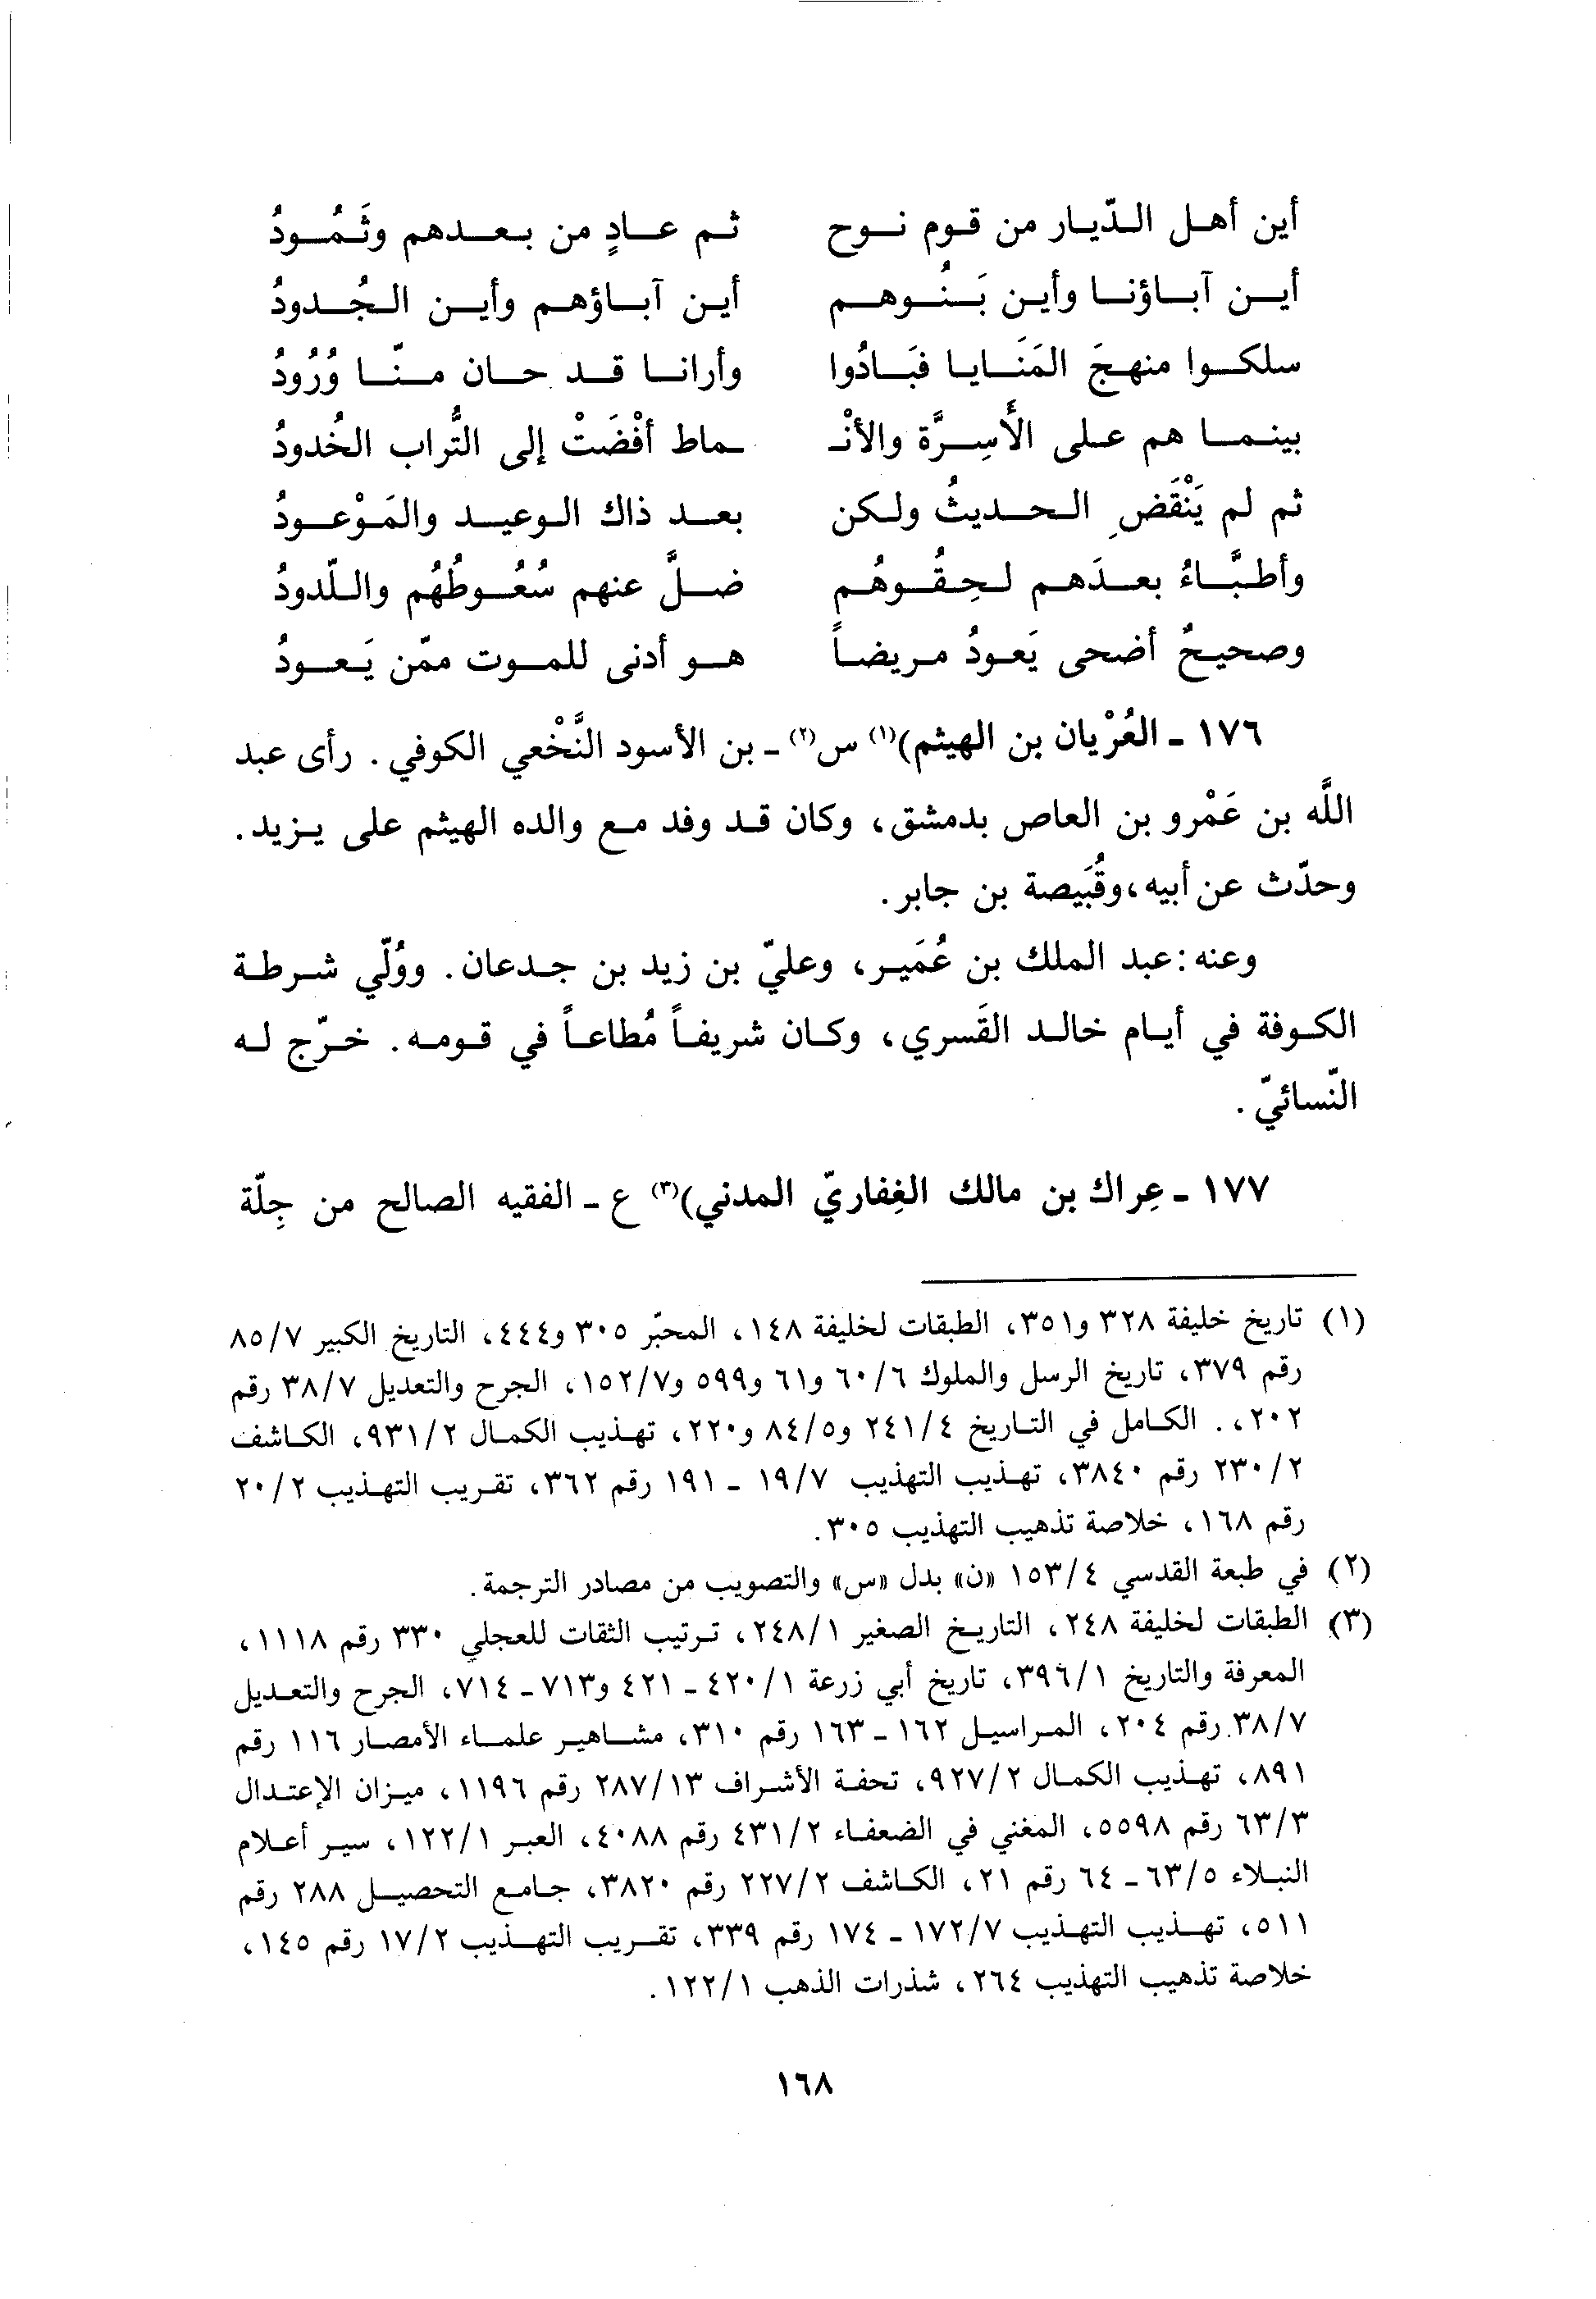 أين أهل الدّيار من قوم نوح    ثم عادٍ من بعدهم وثَمُودُ
أين آباؤنا وأين بَنُوهم    أين آباؤهم وأين الجُدودُ
سلكوا منهجَ المَنَايا فبَادُوا    وأرانا قد حان منّا وُرُودُ
بينما هم على الأَسِرَّة والأنْـ    ـماط أفْضَتْ إلى التُّراب الخُدودُ
ثم لم يَنْقَضِ الحديثُ ولكن    بعد ذاك الوعيد والمَوْعودُ
وأطبَّاءُ بعدَهم لحِقُوهُم    ضلَّ عنهم سُعُوطُهُم واللّدودُ
وصحيحٌ أضحى يَعودُ مريضاً    هو أدنى للموت ممّن يَعودُ
١٧٦ - العُرْيان بن الهيثم)(١) س(٢) - بن الأسود النَّخْعي الكوفي. رأى عبد
اللَّه بن عَمْرو بن العاص بدمشق، وكان قد وفد مع والده الهيثم على يزيد.
وحدّث عن أبيه، وقُبَيصة بن جابر.
وعنه: عبد الملك بن عُمَير، وعليّ بن زيد بن جدعان. ووُلّي شرطة
الكوفة في أيام خالد القَسري، وكان شريفاً مُطاعاً في قومه. خرّج له
النّسائيّ.
١٧٧ - عِراك بن مالك الغِفاريّ المدني)(٣) ع - الفقيه الصالح من جِلّة
(١) تاريخ خليفة ٣٢٨ و٣٥١، الطبقات لخليفة ١٤٨، المحبّر ٣٠٥ و٤٤٤، التاريخ الكبير ٨٥/٧
رقم ٣٧٩، تاريخ الرسل والملوك ٦٠/٦ و٦١ و٥٩٩ و١٥٢/٧، الجرح والتعديل ٣٨/٧ رقم
٢٠٢،. الكامل في التاريخ ٢٤١/٤ و٨٤/٥ و٢٢٠، تهذيب الكمال ٩٣١/٢، الكاشف
٢٣٠/٢ رقم ٣٨٤٠، تهذيب التهذيب ١٩/٧ - ١٩١ رقم ٣٦٢، تقريب التهذيب ٢٠/٢
رقم ١٦٨، خلاصة تذهيب التهذيب ٣٠٥.
(٢) في طبعة القدسي ١٥٣/٤ «ن» بدل «س» والتصويب من مصادر الترجمة.
(٣) الطبقات لخليفة ٢٤٨، التاريخ الصغير ٢٤٨/١، ترتيب الثقات للعجلي ٣٣٠ رقم ١١١٨،
المعرفة والتاريخ ٣٩٦/١، تاريخ أبي زرعة ٤٢٠/١ - ٤٢١ و٧١٣ - ٧١٤، الجرح والتعديل
٣٨/٧ رقم ٢٠٤، المراسيل ١٦٢ - ١٦٣ رقم ٣١٠، مشاهير علماء الأمصار ١١٦ رقم
٨٩١، تهذيب الكمال ٩٢٧/٢، تحفة الأشراف ٢٨٧/١٣ رقم ١١٩٦، ميزان الإعتدال
٦٣/٣ رقم ٥٥٩٨، المغني في الضعفاء ٤٣١/٢ رقم ٤٠٨٨، العبر ١٢٢/١، سير أعلام
النبلاء ٦٣/٥ - ٦٤ رقم ٢١، الكاشف ٢٢٧/٢ رقم ٣٨٢٠، جامع التحصيل ٢٨٨ رقم
٥١١، تهذيب التهذيب ١٧٢/٧ - ١٧٤ رقم ٣٣٩، تقريب التهذيب ١٧/٢ رقم ١٤٥،
خلاصة تذهيب التهذيب ٢٦٤، شذرات الذهب ١٢٢/١.
١٦٨